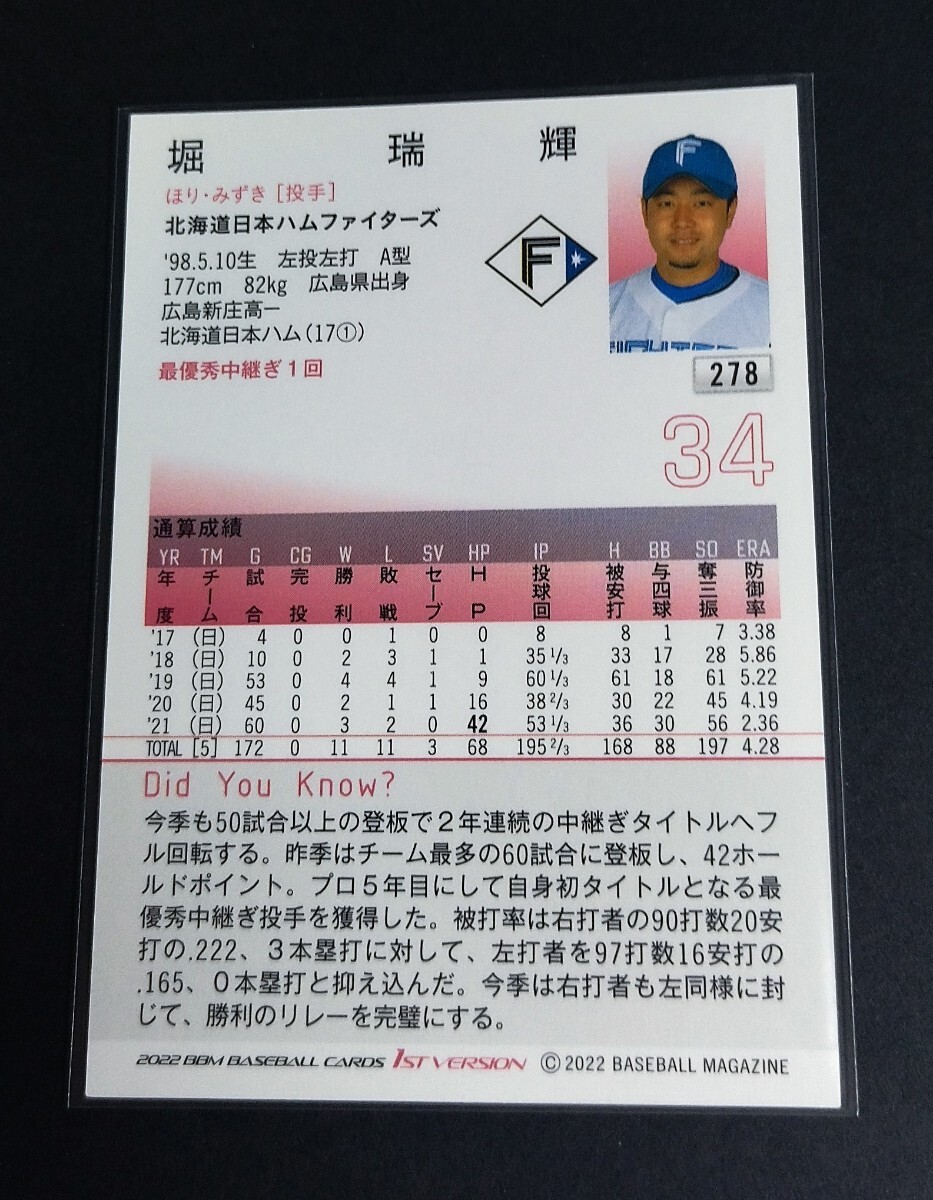 堀 瑞 輝
ほり・みずき [投手]
北海道日本ハムファイターズ
'98.5.10生 左投左打 A型
177cm 82kg 広島県出身
広島新庄高ー
北海道日本ハム(17①)
最優秀中継ぎ1回
F
F
278
34
通算成績
YR TM G CG W L SV HP IP H BB SO ERA
年度 チーム 試合 完投 勝利 敗戦 セーブ HP 投球回 被安打 与四球 奪三振 防御率
'17 (日) 4 0 0 1 0 0 8 8 1 7 3.38
'18 (日) 10 0 2 3 1 1 35 1/3 33 17 28 5.86
'19 (日) 53 0 4 4 1 9 60 1/3 61 18 61 5.22
'20 (日) 45 0 2 1 1 16 38 2/3 30 22 45 4.19
'21 (日) 60 0 3 2 0 42 53 1/3 36 30 56 2.36
TOTAL [5] 172 0 11 11 3 68 195 2/3 168 88 197 4.28
Did You Know?
今季も50試合以上の登板で2年連続の中継ぎタイトルへフ
ル回転する。昨季はチーム最多の60試合に登板し、42ホー
ルドポイント。プロ5年目にして自身初タイトルとなる最
優秀中継ぎ投手を獲得した。被打率は右打者の90打数20安
打の.222、3本塁打に対して、左打者を97打数16安打の
.165、0本塁打と抑え込んだ。今季は右打者も左同様に封
じて、勝利のリレーを完璧にする。
2022 BBM BASEBALL CARDS 1ST VERSION © 2022 BASEBALL MAGAZINE